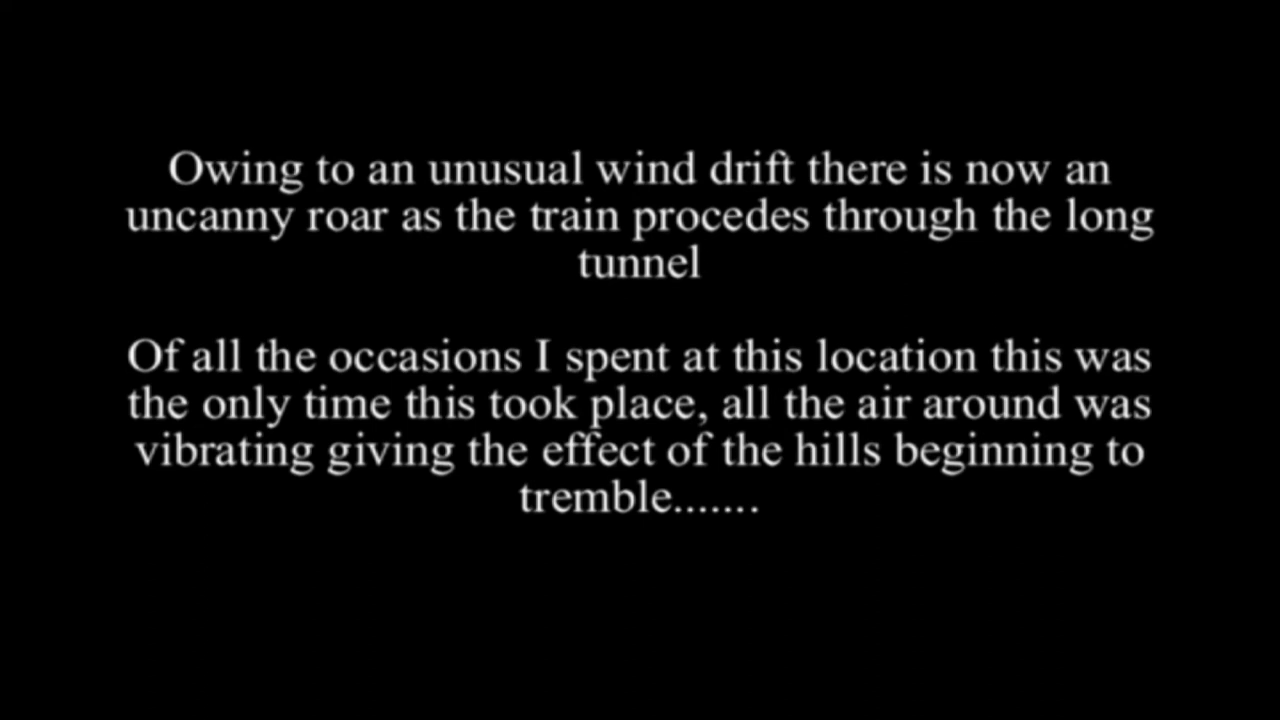 Owing to an unusual wind drift there is now an
uncanny roar as the train procedes through the long
tunnel
Of all the occasions I spent at this location this was
the only time this took place, all the air around was
vibrating giving the effect of the hills beginning to
tremble.......